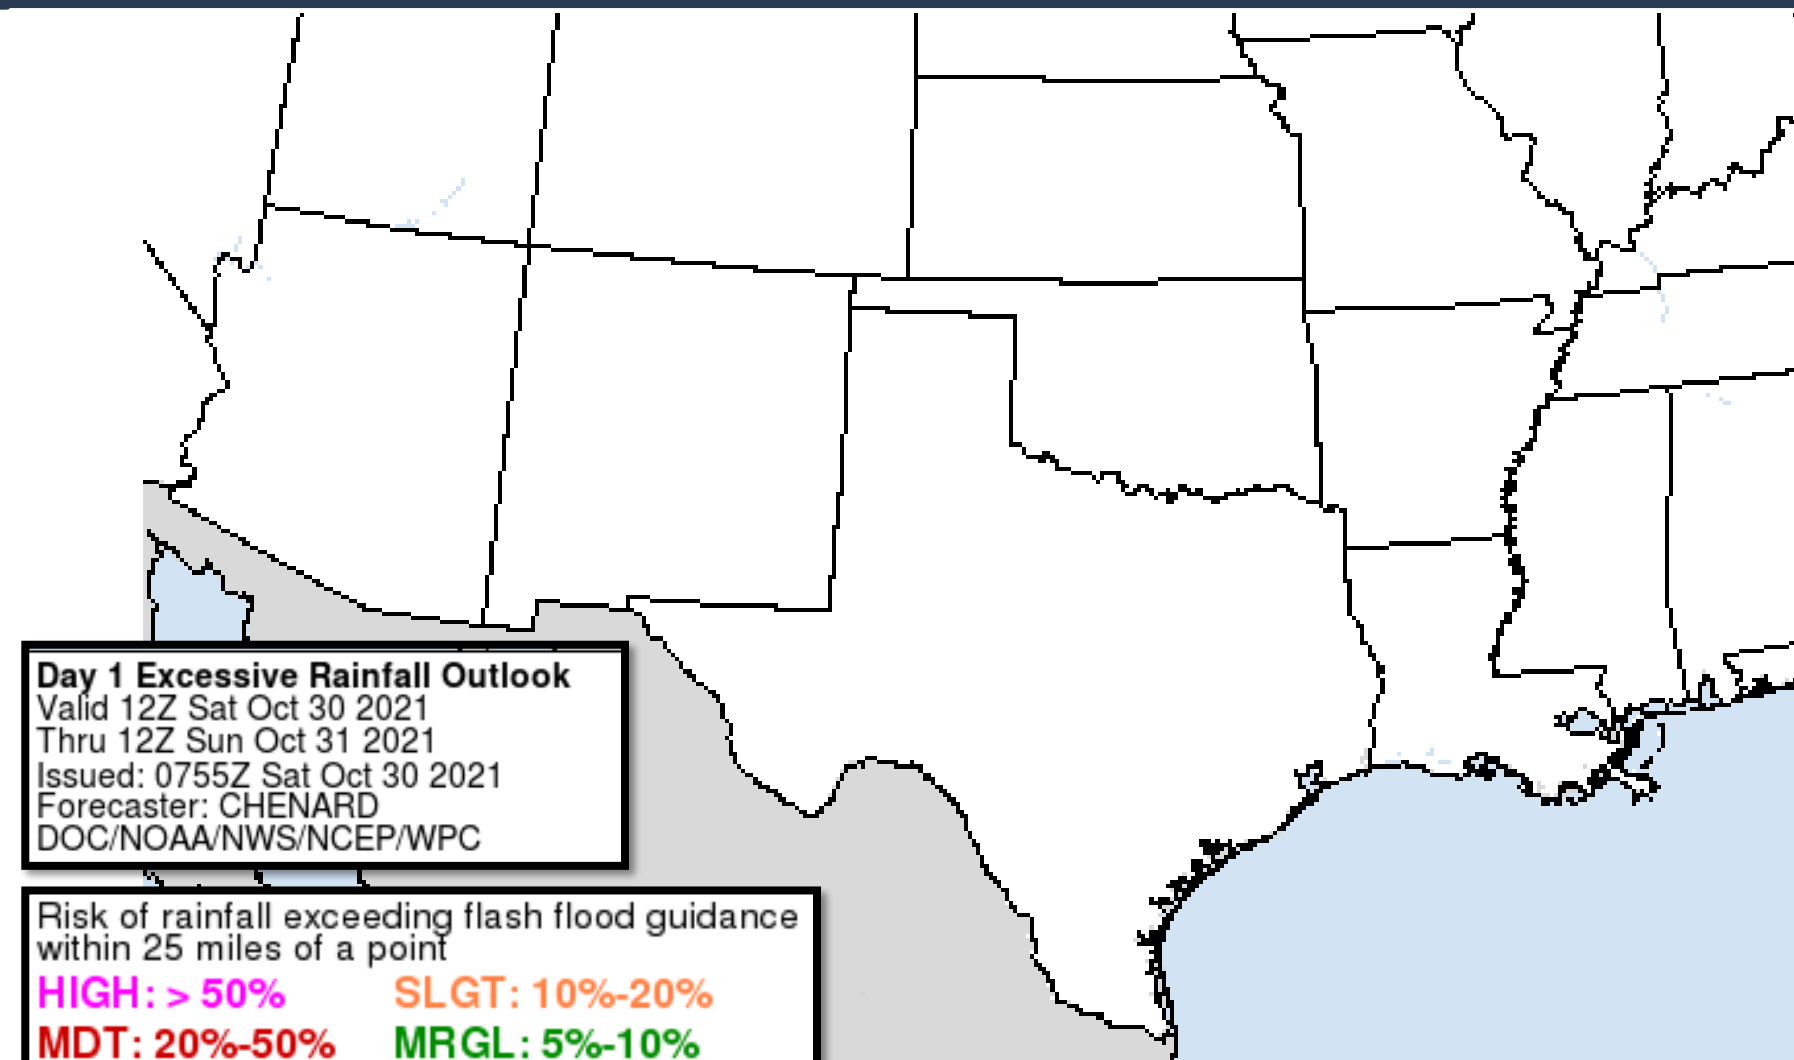 Day 1 Excessive Rainfall Outlook
Valid 12Z Sat Oct 30 2021
Thru 12Z Sun Oct 31 2021
Issued: 0755Z Sat Oct 30 2021
Forecaster: CHENARD
DOC/NOAA/NWS/NCEP/WPC
Risk of rainfall exceeding flash flood guidance
within 25 miles of a point
HIGH: > 50% SLGT: 10%-20%
MDT: 20%-50% MRGL: 5%-10%